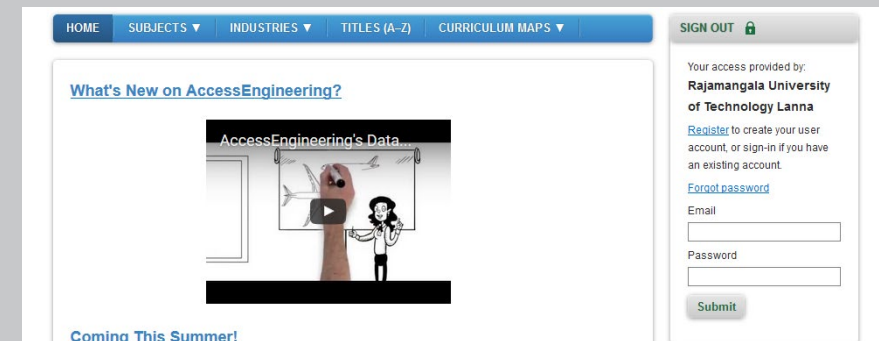 HOME SUBJECTS ▼ INDUSTRIES ▼ TITLES (A–Z) CURRICULUM MAPS ▼
What's New on AccessEngineering?
AccessEngineering's Data...
Coming This Summer!
SIGN OUT
Your access provided by:
Rajamangala University
of Technology Lanna
Register to create your user
account, or sign-in if you have
an existing account.
Forgot password
Email
Password
Submit